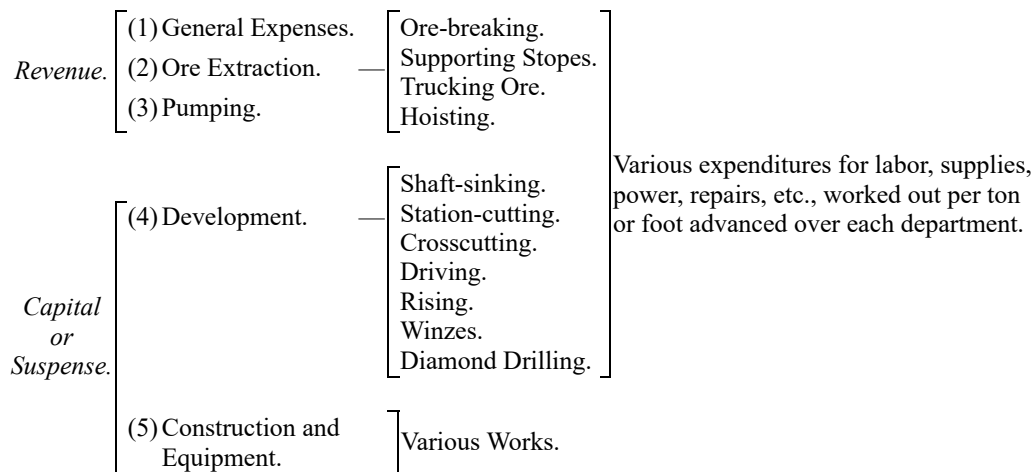 Revenue.
(1) General Expenses.
(2) Ore Extraction. —
(3) Pumping.
Ore-breaking.
Supporting Stopes.
Trucking Ore.
Hoisting.
Capital
or
Suspense.
(4) Development. —
Shaft-sinking.
Station-cutting.
Crosscutting.
Driving.
Rising.
Winzes.
Diamond Drilling.
Various expenditures for labor, supplies,
power, repairs, etc., worked out per ton
or foot advanced over each department.
(5) Construction and
Equipment.
Various Works.